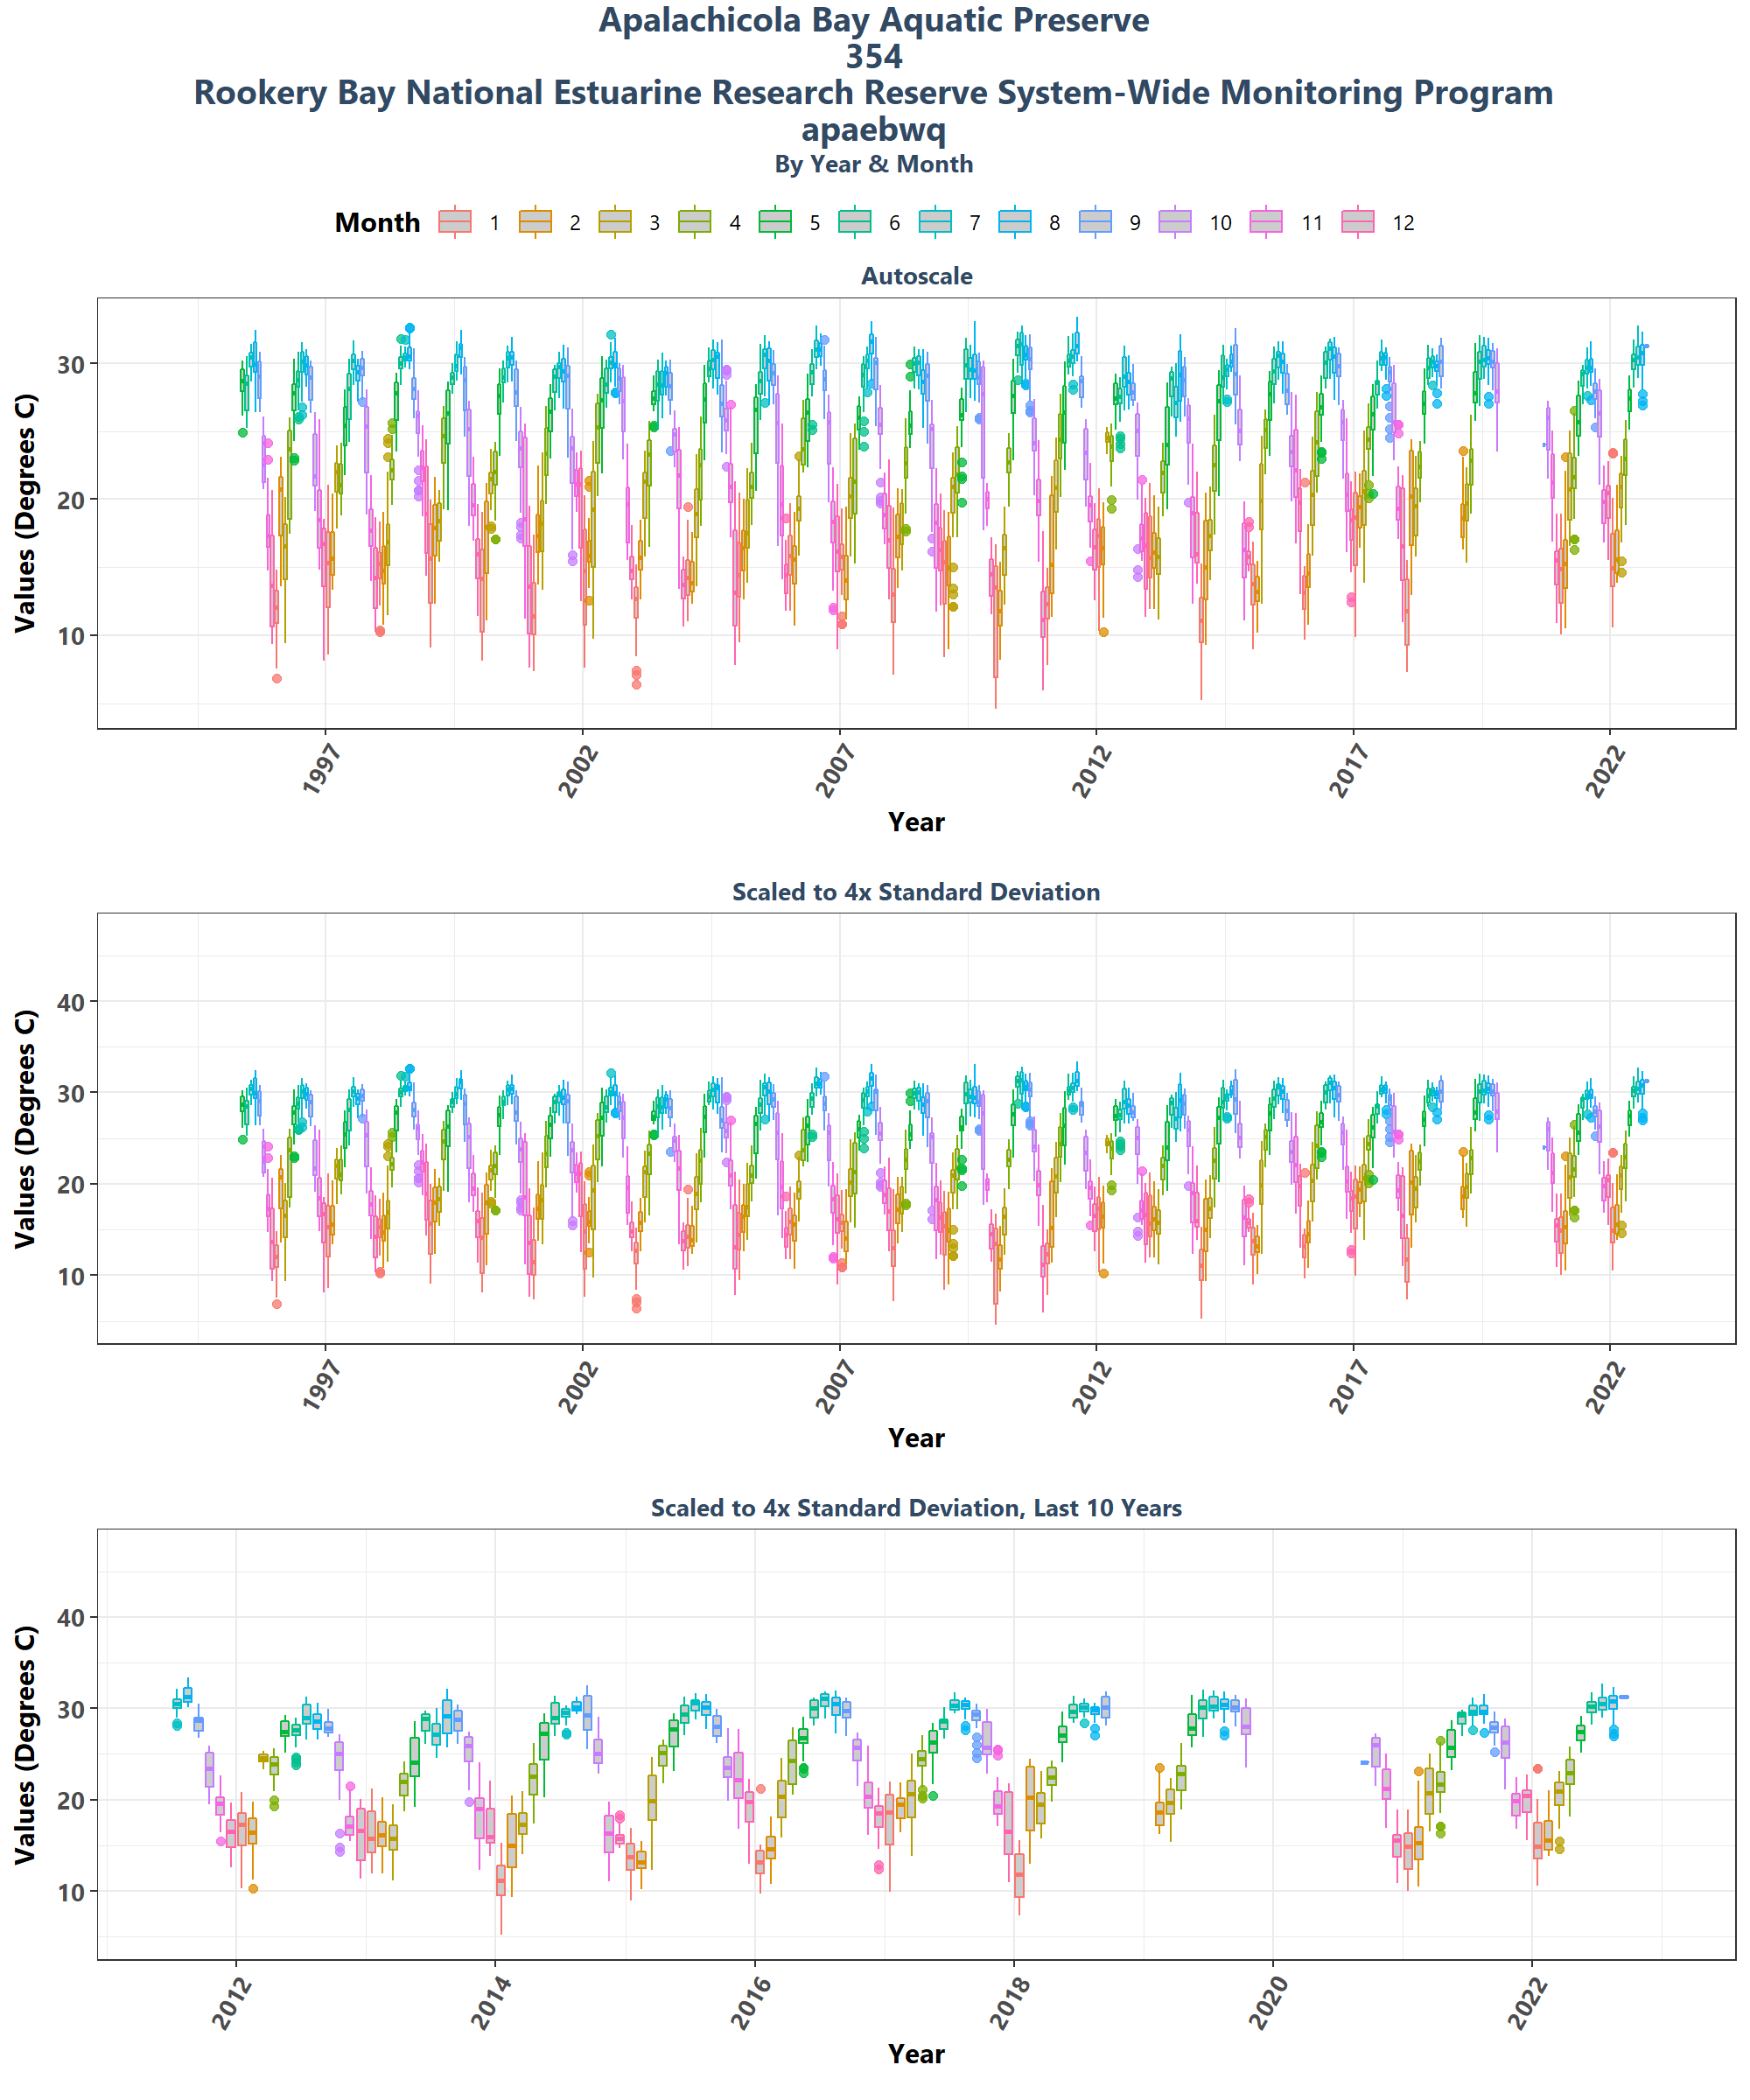 Apalachicola Bay Aquatic Preserve
354
Rookery Bay National Estuarine Research Reserve System-Wide Monitoring Program
apaebwq
By Year & Month
Month 1 2 3 4 5 6 7 8 9 10 11 12
Autoscale
Values (Degrees C)
30
20
10
1997 2002 2007 2012 2017 2022
Year
Scaled to 4x Standard Deviation
Values (Degrees C)
40
30
20
10
1997 2002 2007 2012 2017 2022
Year
Scaled to 4x Standard Deviation, Last 10 Years
Values (Degrees C)
40
30
20
10
2012 2014 2016 2018 2020 2022
Year